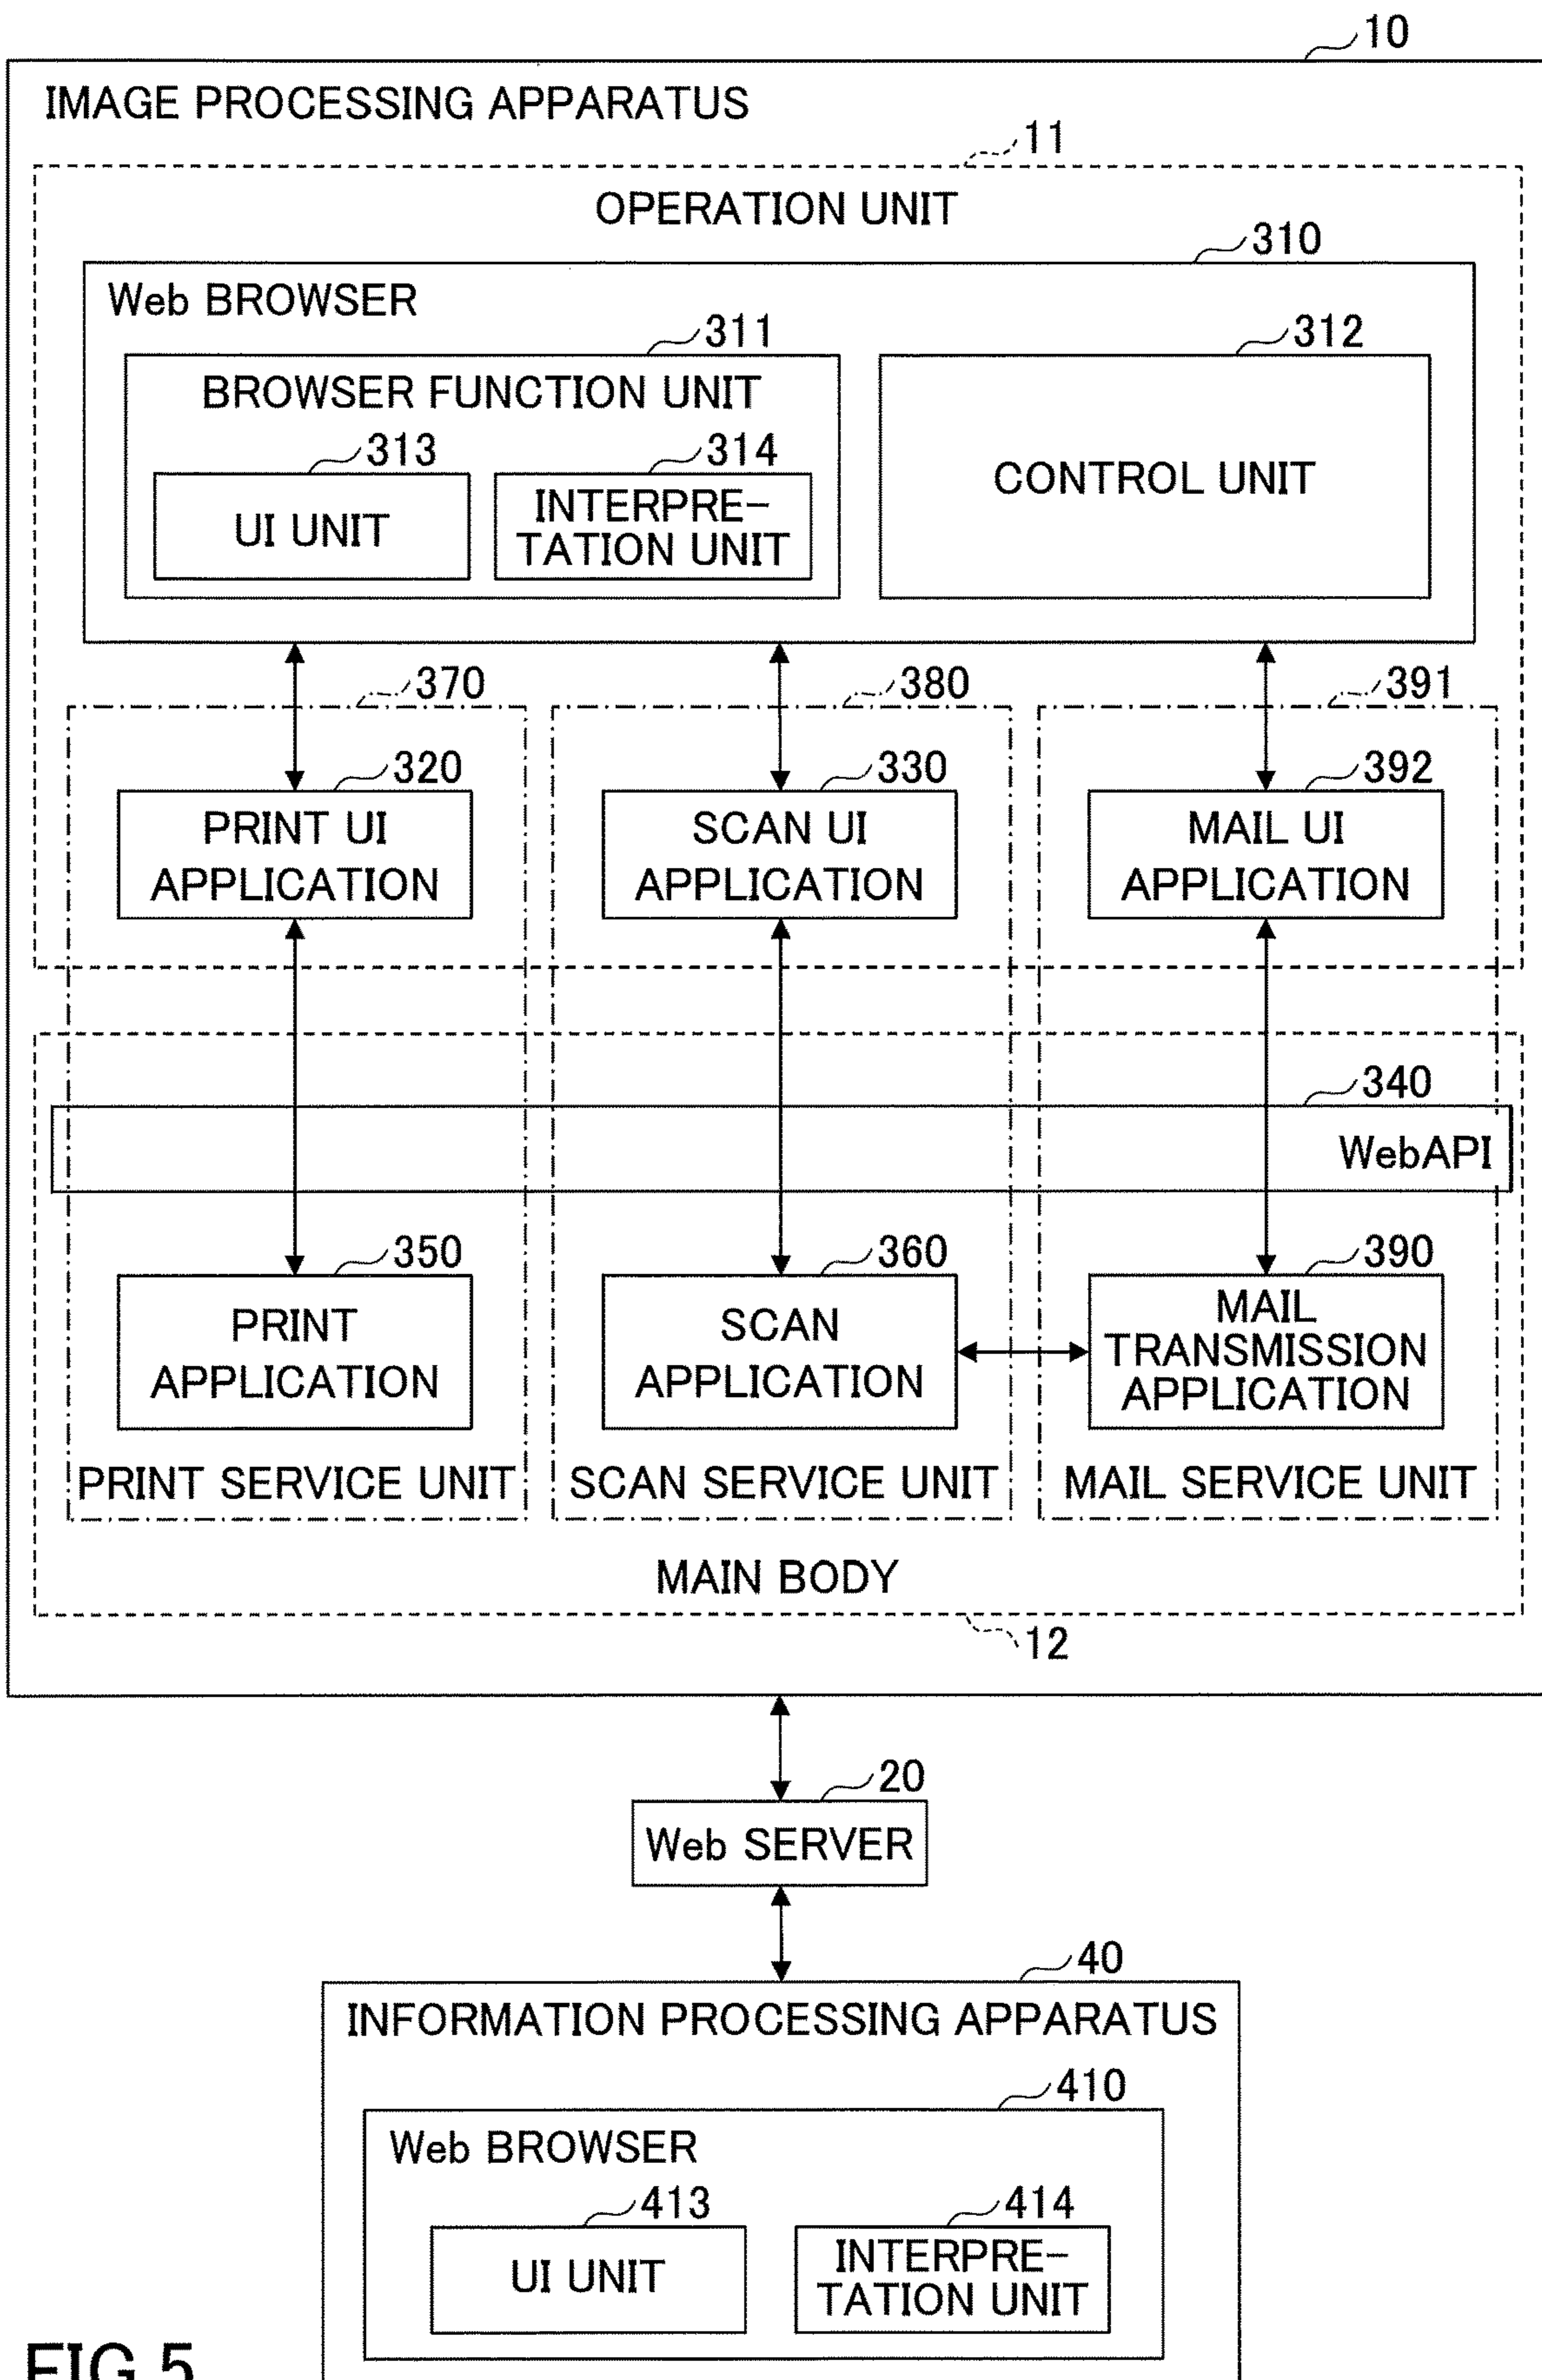 10
IMAGE PROCESSING APPARATUS
11
OPERATION UNIT
310
Web BROWSER
311
312
BROWSER FUNCTION UNIT
313
314
UI UNIT
INTERPRE-
TATION UNIT
CONTROL UNIT
370
380
391
320
330
392
PRINT UI
APPLICATION
SCAN UI
APPLICATION
MAIL UI
APPLICATION
340
WebAPI
350
360
390
PRINT
APPLICATION
SCAN
APPLICATION
MAIL
TRANSMISSION
APPLICATION
PRINT SERVICE UNIT
SCAN SERVICE UNIT
MAIL SERVICE UNIT
MAIN BODY
12
20
Web SERVER
40
INFORMATION PROCESSING APPARATUS
410
Web BROWSER
413
414
UI UNIT
INTERPRE-
TATION UNIT
FIG.5